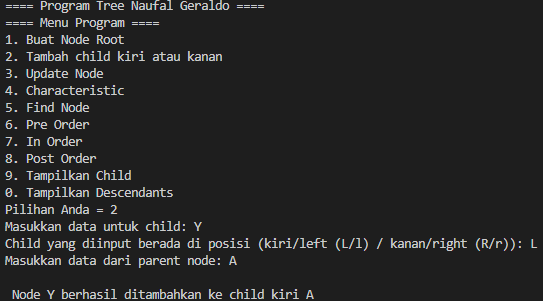 ==== Program Tree Naufal Geraldo ====
==== Menu Program ====
1. Buat Node Root
2. Tambah child kiri atau kanan
3. Update Node
4. Characteristic
5. Find Node
6. Pre Order
7. In Order
8. Post Order
9. Tampilkan Child
0. Tampilkan Descendants
Pilihan Anda = 2
Masukkan data untuk child: Y
Child yang diinput berada di posisi (kiri/left (L/l) / kanan/right (R/r)): L
Masukkan data dari parent node: A
Node Y berhasil ditambahkan ke child kiri A